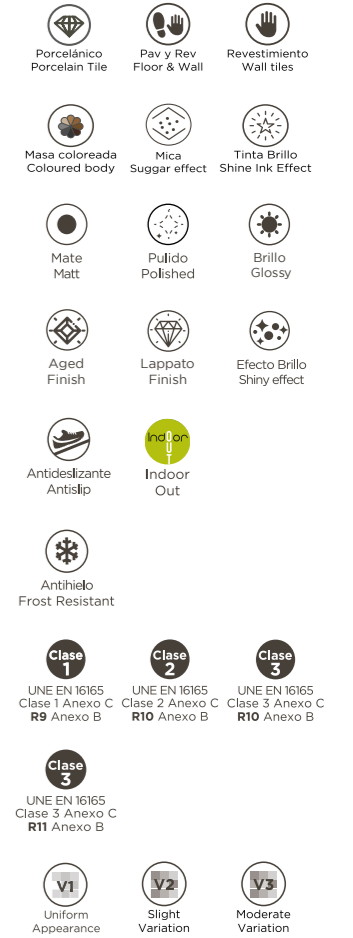 Porcelánico
Porcelain Tile
Pav y Rev
Floor & Wall
Revestimiento
Wall tiles
Masa coloreada
Coloured body
Mica
Suggar effect
Tinta Brillo
Shine Ink Effect
Mate
Matt
Pulido
Polished
Brillo
Glossy
Aged
Finish
Lappato
Finish
Efecto Brillo
Shiny effect
Antideslizante
Antislip
Indoor
OUT
Indoor
Out
Antihielo
Frost Resistant
Clase
1
UNE EN 16165
Clase 1 Anexo C
R9 Anexo B
Clase
2
UNE EN 16165
Clase 2 Anexo C
R10 Anexo B
Clase
3
UNE EN 16165
Clase 3 Anexo C
R10 Anexo B
Clase
3
UNE EN 16165
Clase 3 Anexo C
R11 Anexo B
V1
Uniform
Appearance
V2
Slight
Variation
V3
Moderate
Variation